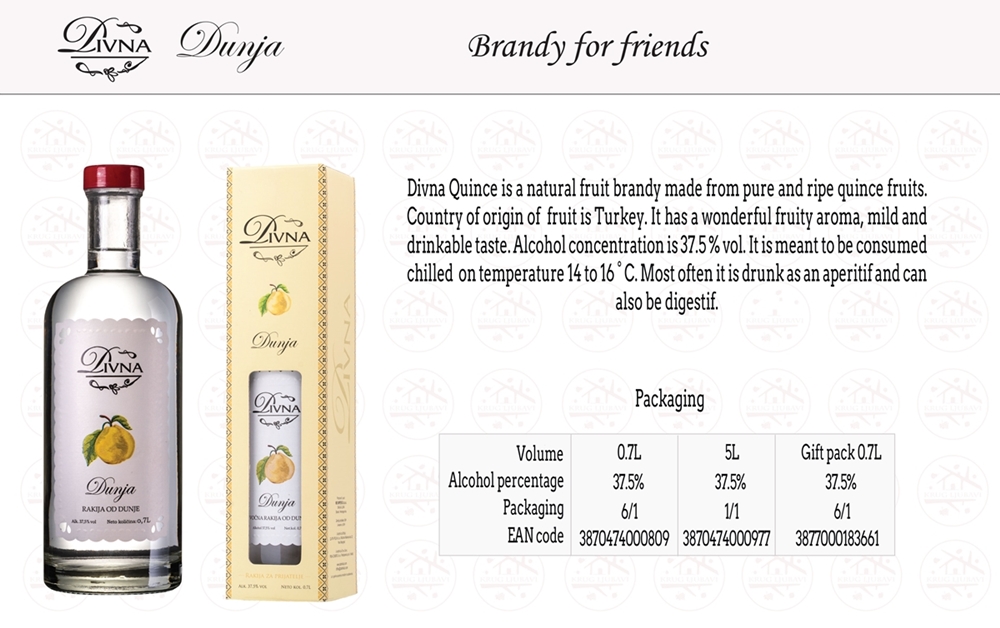 DIVNA Dunja Brandy for friends
Divna Quince is a natural fruit brandy made from pure and ripe quince fruits.
Country of origin of fruit is Turkey. It has a wonderful fruity aroma, mild and
drinkable taste. Alcohol concentration is 37.5 % vol. It is meant to be consumed
chilled on temperature 14 to 16 ° C. Most often it is drunk as an aperitif and can
also be digestif.
DIVNA
Dunja
RAKIJA OD DUNJE
Alc. 37,5% vol Neto količina: 0,7L
DIVNA
Dunja
DIVNA
Dunja
DIVNA
Packaging
Volume 0.7L 5L Gift pack 0.7L
Alcohol percentage 37.5% 37.5% 37.5%
Packaging 6/1 1/1 6/1
EAN code 3870474000809 3870474000977 3877000183661